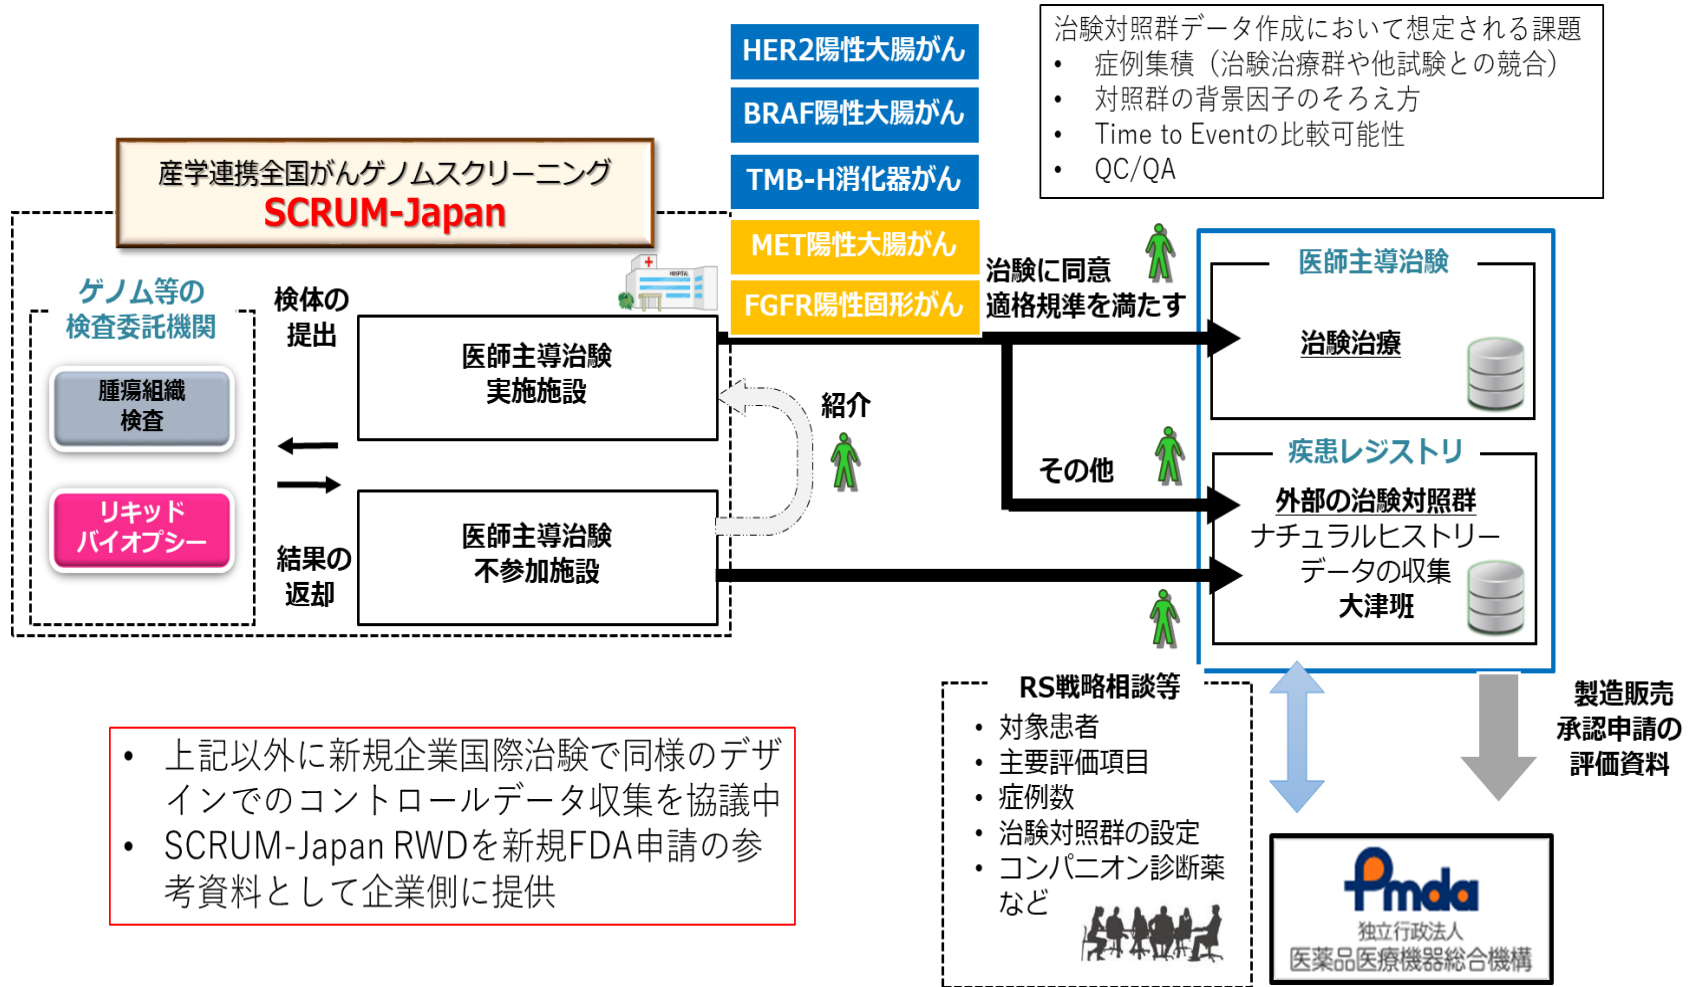 HER2陽性大腸がん
BRAF陽性大腸がん
TMB-H消化器がん
MET陽性大腸がん
FGFR陽性固形がん
治験対照群データ作成において想定される課題
• 症例集積（治験治療群や他試験との競合）
• 対照群の背景因子のそろえ方
• Time to Eventの比較可能性
• QC/QA
産学連携全国がんゲノムスクリーニング
SCRUM-Japan
HOSPITAL
ゲノム等の
検査委託機関
腫瘍組織
検査
リキッド
バイオプシー
検体の
提出
結果の
返却
医師主導治験
実施施設
医師主導治験
不参加施設
紹介
治験に同意
適格規準を満たす
その他
医師主導治験
治験治療
疾患レジストリ
外部の治験対照群
ナチュラルヒストリー
データの収集
大津班
RS戦略相談等
• 対象患者
• 主要評価項目
• 症例数
• 治験対照群の設定
• コンパニオン診断薬
など
製造販売
承認申請の
評価資料
Pmda
独立行政法人
医薬品医療機器総合機構
• 上記以外に新規企業国際治験で同様のデザ
インでのコントロールデータ収集を協議中
• SCRUM-Japan RWDを新規FDA申請の参
考資料として企業側に提供